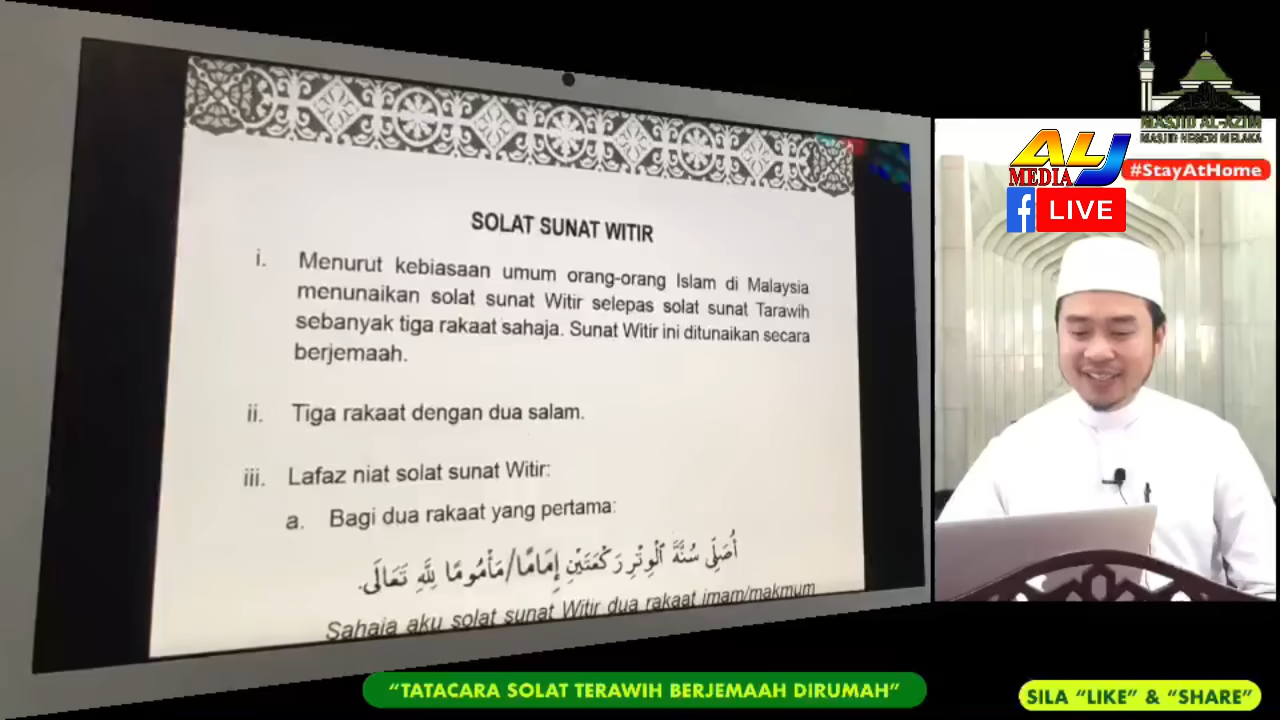 SOLAT SUNAT WITIR
i. Menurut kebiasaan umum orang-orang Islam di Malaysia
menunaikan solat sunat Witir selepas solat sunat Tarawih
sebanyak tiga rakaat sahaja. Sunat Witir ini ditunaikan secara
berjemaah.
ii. Tiga rakaat dengan dua salam.
iii. Lafaz niat solat sunat Witir:
a. Bagi dua rakaat yang pertama:
أُصَلِّى سُنَّةَ الْوِتْرِ رَكْعَتَيْنِ إِمَامًا/مَأْمُومًا لِلَّهِ تَعَالَى.
Sahaja aku solat sunat Witir dua rakaat imam/makmum
MASJID AL-AZIM
MASJID NEGERI MELAKA
#StayAtHome
ALJ
MEDIA
f LIVE
“TATACARA SOLAT TERAWIH BERJEMAAH DIRUMAH”
SILA “LIKE” & “SHARE”